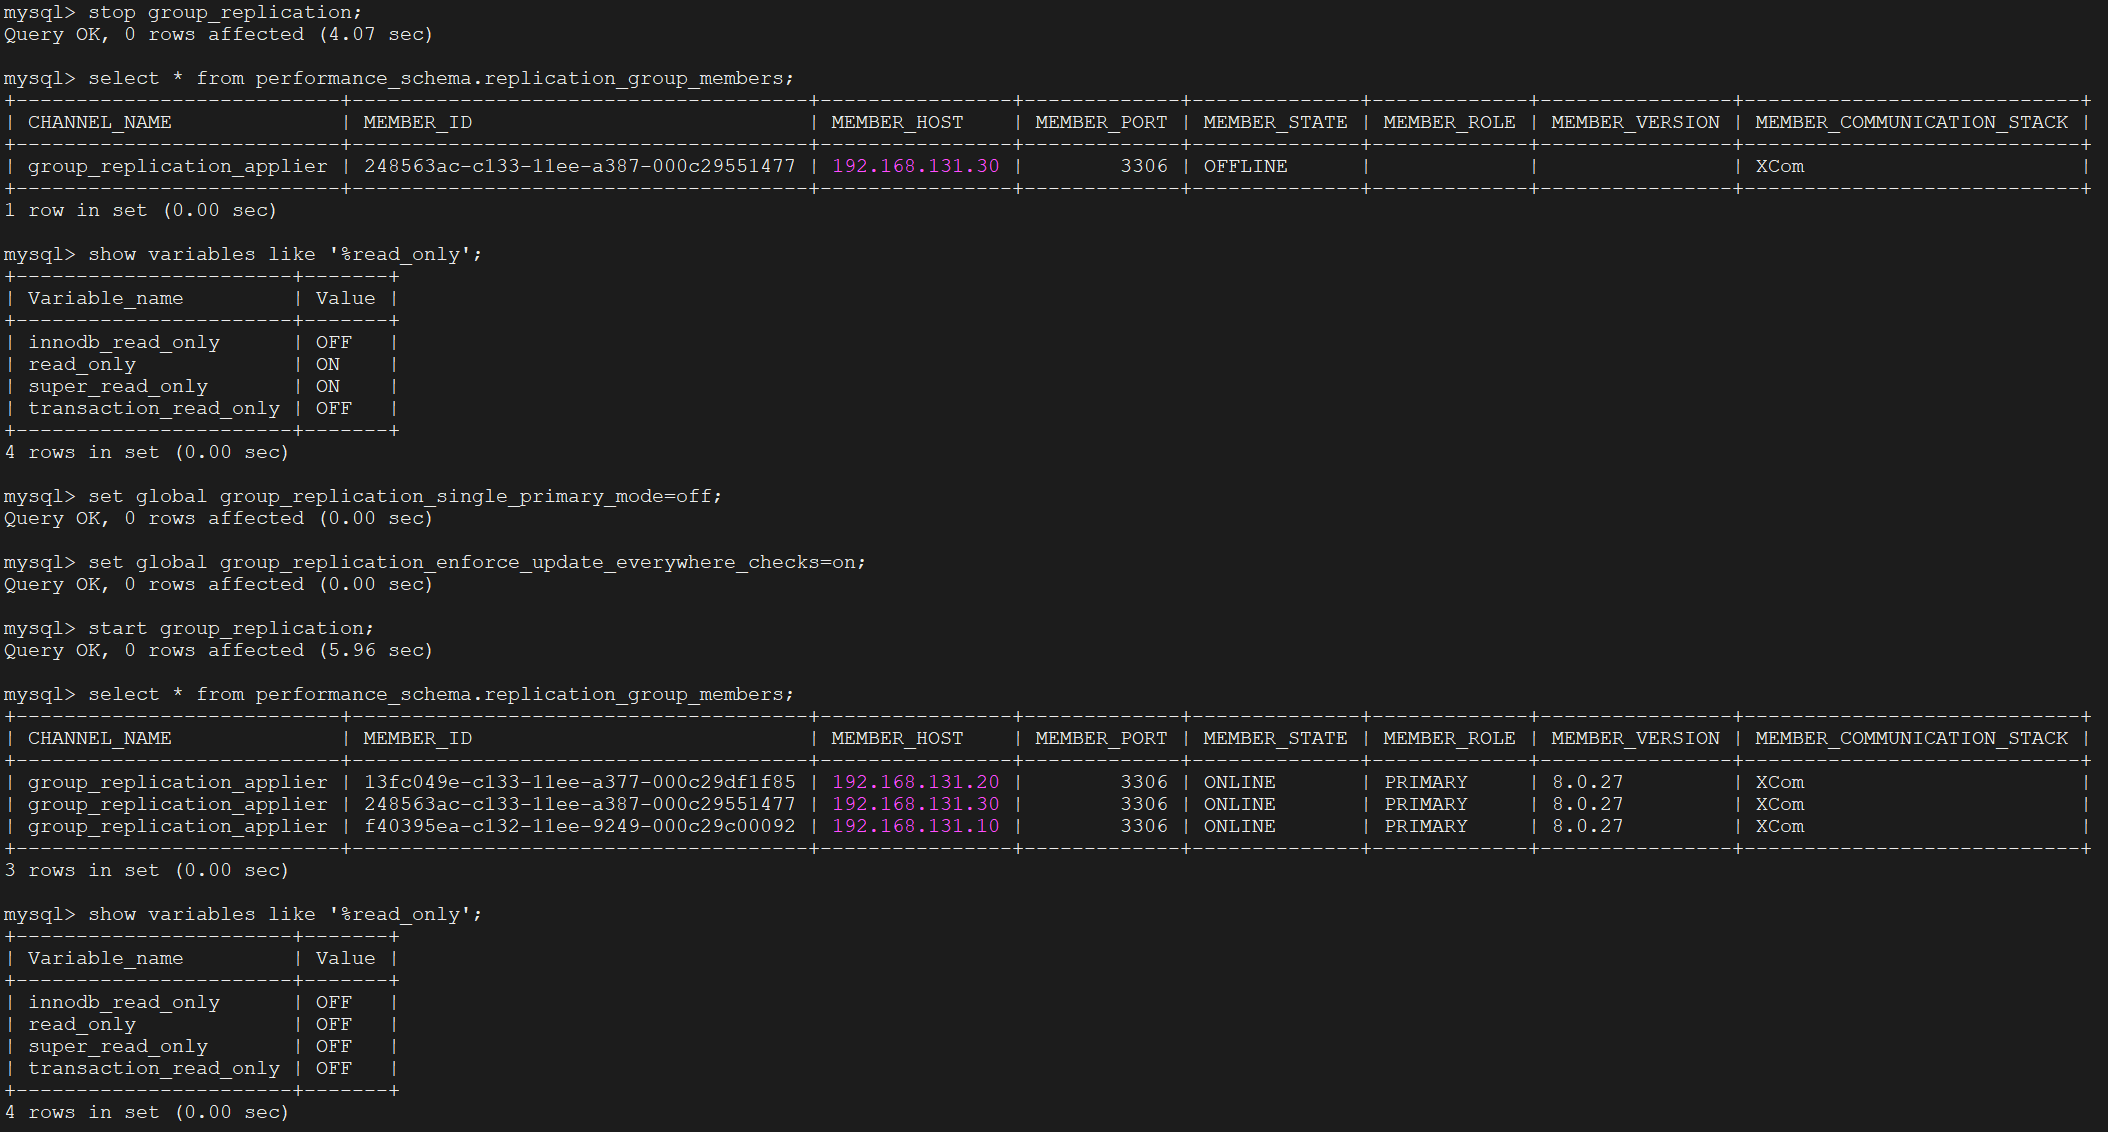 mysql> stop group_replication;
Query OK, 0 rows affected (4.07 sec)

mysql> select * from performance_schema.replication_group_members;
+---------------------------+--------------------------------------+----------------+-------------+--------------+-------------+----------------+----------------------------+
| CHANNEL_NAME              | MEMBER_ID                            | MEMBER_HOST    | MEMBER_PORT | MEMBER_STATE | MEMBER_ROLE | MEMBER_VERSION | MEMBER_COMMUNICATION_STACK |
+---------------------------+--------------------------------------+----------------+-------------+--------------+-------------+----------------+----------------------------+
| group_replication_applier | 248563ac-c133-11ee-a387-000c29551477 | 192.168.131.30 |        3306 | OFFLINE      |             |                | XCom                       |
+---------------------------+--------------------------------------+----------------+-------------+--------------+-------------+----------------+----------------------------+
1 row in set (0.00 sec)

mysql> show variables like '%read_only';
+-----------------------+-------+
| Variable_name         | Value |
+-----------------------+-------+
| innodb_read_only      | OFF   |
| read_only             | ON    |
| super_read_only       | ON    |
| transaction_read_only | OFF   |
+-----------------------+-------+
4 rows in set (0.00 sec)

mysql> set global group_replication_single_primary_mode=off;
Query OK, 0 rows affected (0.00 sec)

mysql> set global group_replication_enforce_update_everywhere_checks=on;
Query OK, 0 rows affected (0.00 sec)

mysql> start group_replication;
Query OK, 0 rows affected (5.96 sec)

mysql> select * from performance_schema.replication_group_members;
+---------------------------+--------------------------------------+----------------+-------------+--------------+-------------+----------------+----------------------------+
| CHANNEL_NAME              | MEMBER_ID                            | MEMBER_HOST    | MEMBER_PORT | MEMBER_STATE | MEMBER_ROLE | MEMBER_VERSION | MEMBER_COMMUNICATION_STACK |
+---------------------------+--------------------------------------+----------------+-------------+--------------+-------------+----------------+----------------------------+
| group_replication_applier | 13fc049e-c133-11ee-a377-000c29df1f85 | 192.168.131.20 |        3306 | ONLINE       | PRIMARY     | 8.0.27         | XCom                       |
| group_replication_applier | 248563ac-c133-11ee-a387-000c29551477 | 192.168.131.30 |        3306 | ONLINE       | PRIMARY     | 8.0.27         | XCom                       |
| group_replication_applier | f40395ea-c132-11ee-9249-000c29c00092 | 192.168.131.10 |        3306 | ONLINE       | PRIMARY     | 8.0.27         | XCom                       |
+---------------------------+--------------------------------------+----------------+-------------+--------------+-------------+----------------+----------------------------+
3 rows in set (0.00 sec)

mysql> show variables like '%read_only';
+-----------------------+-------+
| Variable_name         | Value |
+-----------------------+-------+
| innodb_read_only      | OFF   |
| read_only             | OFF   |
| super_read_only       | OFF   |
| transaction_read_only | OFF   |
+-----------------------+-------+
4 rows in set (0.00 sec)